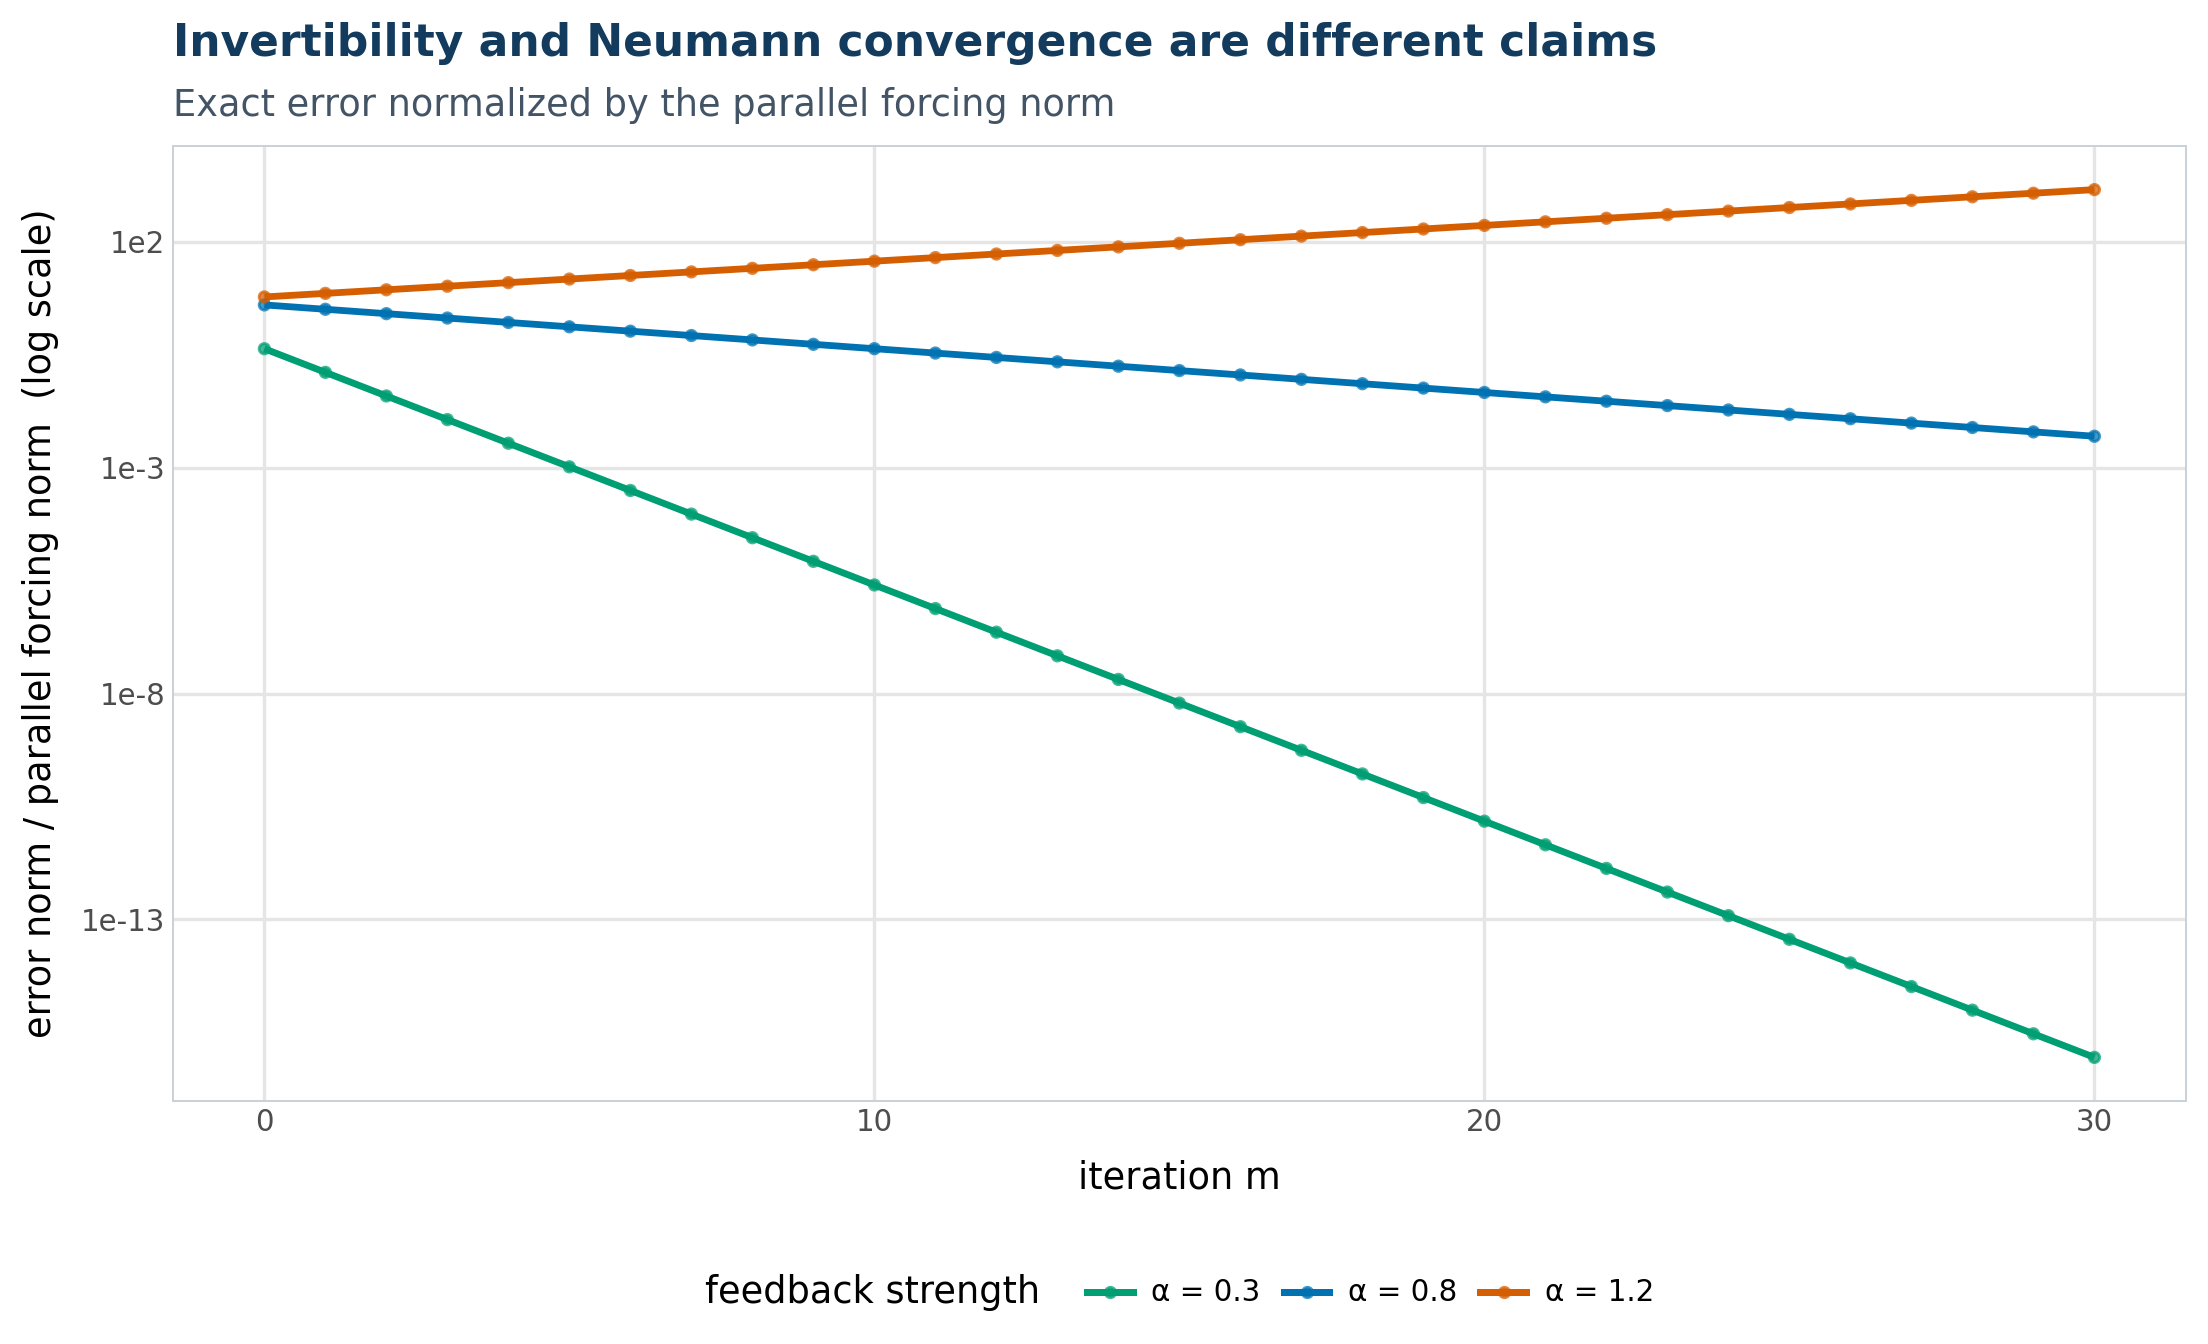 Invertibility and Neumann convergence are different claims
Exact error normalized by the parallel forcing norm
error norm / parallel forcing norm (log scale)
1e2
1e-3
1e-8
1e-13
0 10 20 30
iteration m
feedback strength α = 0.3 α = 0.8 α = 1.2